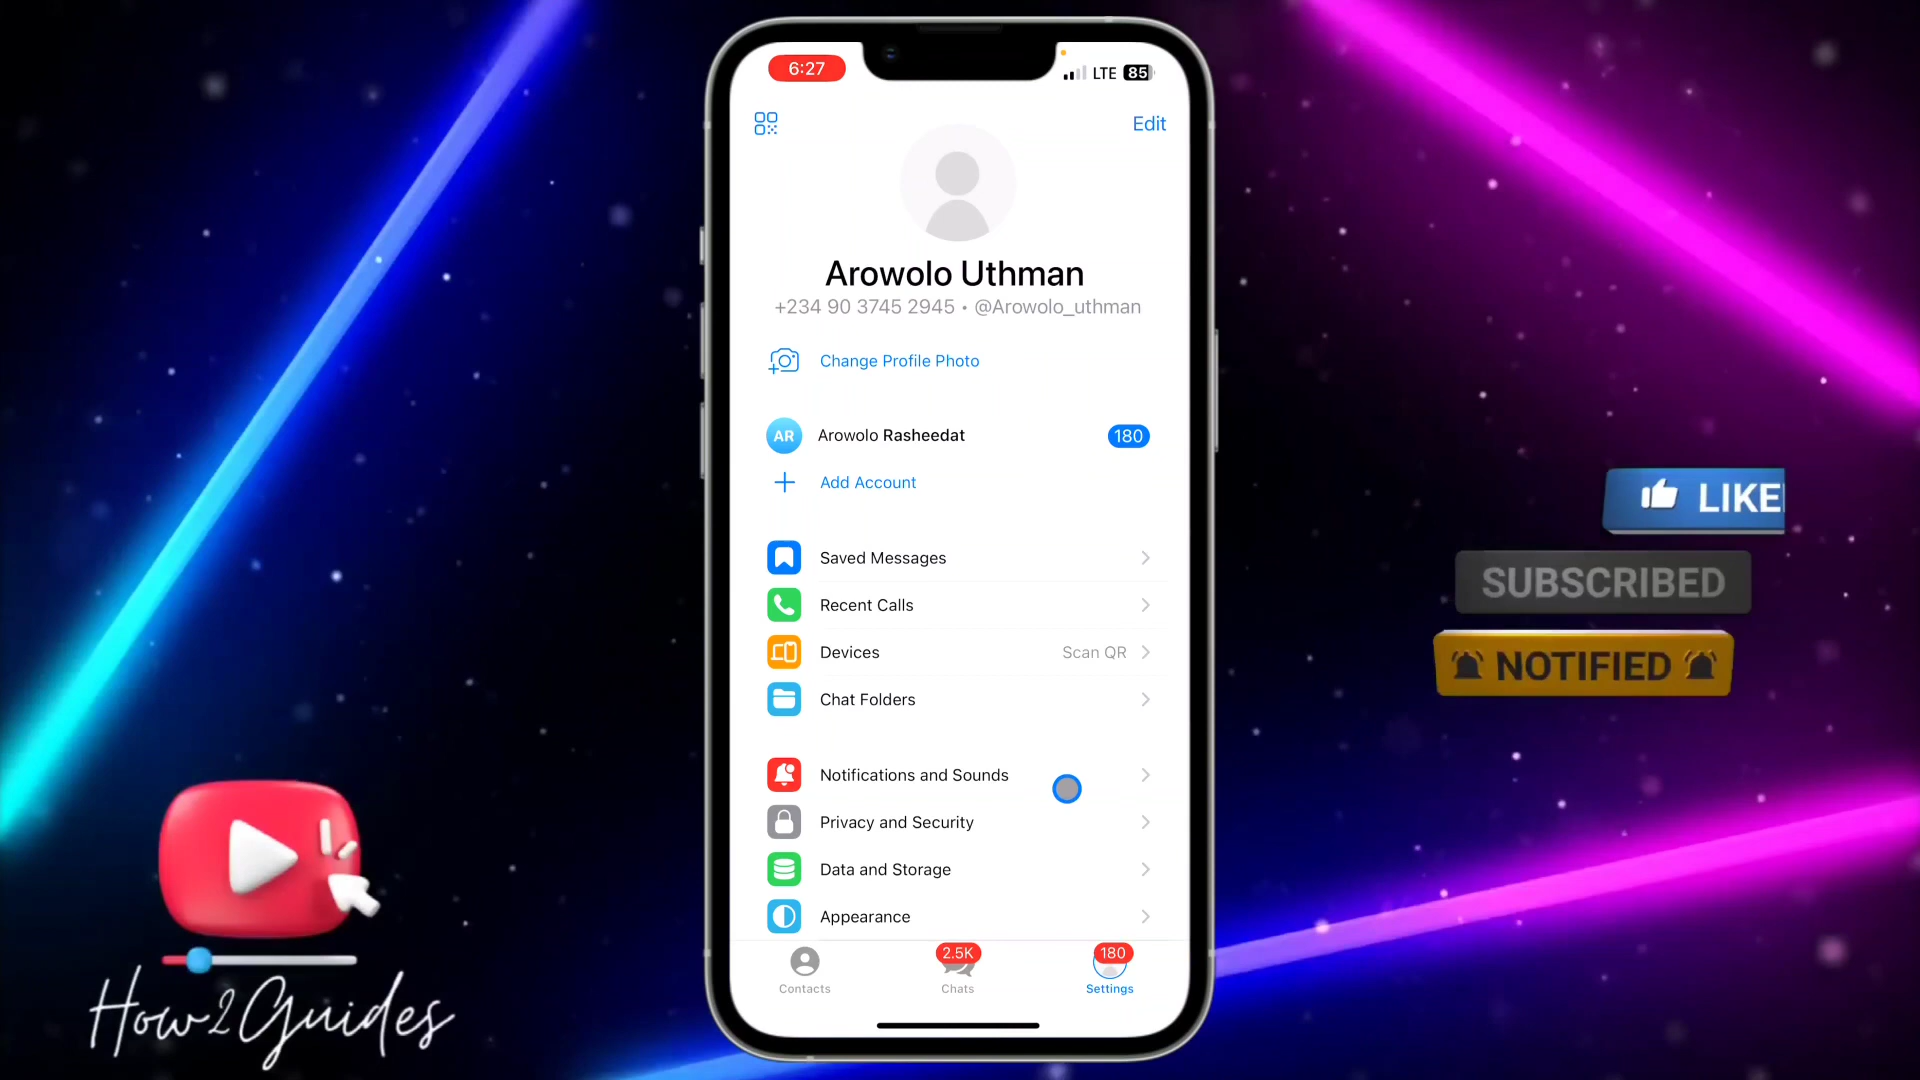 6:27
LTE 85
Edit
Arowolo Uthman
+234 90 3745 2945 • @Arowolo_uthman
Change Profile Photo
AR Arowolo Rasheedat 180
Add Account
Saved Messages
Recent Calls
Devices Scan QR
Chat Folders
Notifications and Sounds
Privacy and Security
Data and Storage
Appearance
2.5K 180
Contacts Chats Settings
LIKE
SUBSCRIBED
NOTIFIED
How2Guides